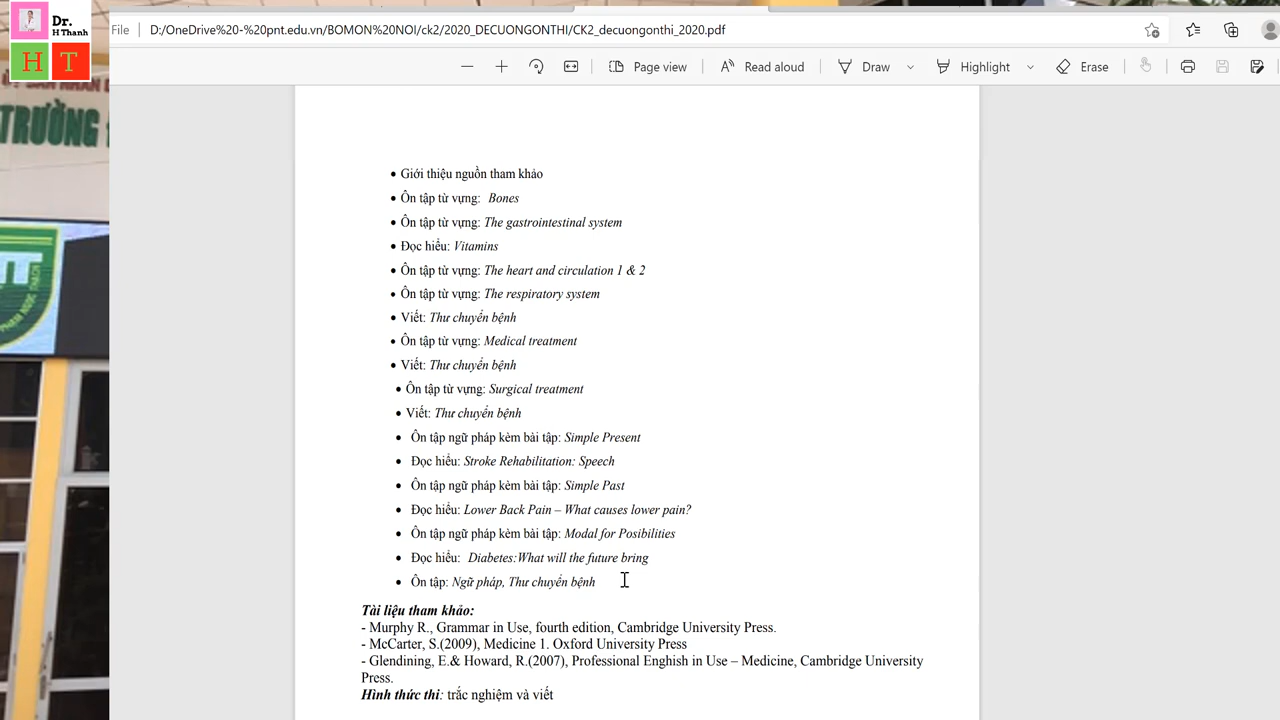 Dr.
H Thanh
H T
File D:/OneDrive%20-%20pnt.edu.vn/BOMON%20NOI/ck2/2020_DECUONGONTHI/CK2_decuongonthi_2020.pdf
Page view Read aloud Draw Highlight Erase
TRƯỜNG
PHAM NGOC THACH
• Giới thiệu nguồn tham khảo
• Ôn tập từ vựng: Bones
• Ôn tập từ vựng: The gastrointestinal system
• Đọc hiểu: Vitamins
• Ôn tập từ vựng: The heart and circulation 1 & 2
• Ôn tập từ vựng: The respiratory system
• Viết: Thư chuyển bệnh
• Ôn tập từ vựng: Medical treatment
• Viết: Thư chuyển bệnh
• Ôn tập từ vựng: Surgical treatment
• Viết: Thư chuyển bệnh
• Ôn tập ngữ pháp kèm bài tập: Simple Present
• Đọc hiểu: Stroke Rehabilitation: Speech
• Ôn tập ngữ pháp kèm bài tập: Simple Past
• Đọc hiểu: Lower Back Pain – What causes lower pain?
• Ôn tập ngữ pháp kèm bài tập: Modal for Posibilities
• Đọc hiểu: Diabetes:What will the future bring
• Ôn tập: Ngữ pháp, Thư chuyển bệnh
Tài liệu tham khảo:
- Murphy R., Grammar in Use, fourth edition, Cambridge University Press.
- McCarter, S.(2009), Medicine 1. Oxford University Press
- Glendining, E.& Howard, R.(2007), Professional Enghish in Use – Medicine, Cambridge University
Press.
Hình thức thi: trắc nghiệm và viết